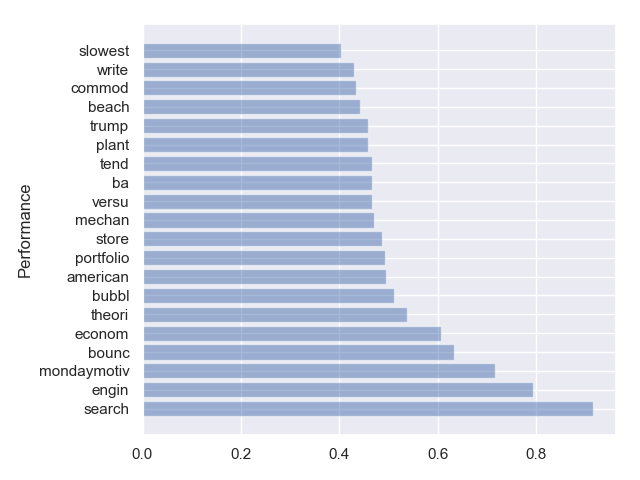 slowest
write
commod
beach
trump
plant
tend
ba
versu
mechan
store
portfolio
american
bubbl
theori
econom
bounc
mondaymotiv
engin
search
Performance
0.0 0.2 0.4 0.6 0.8